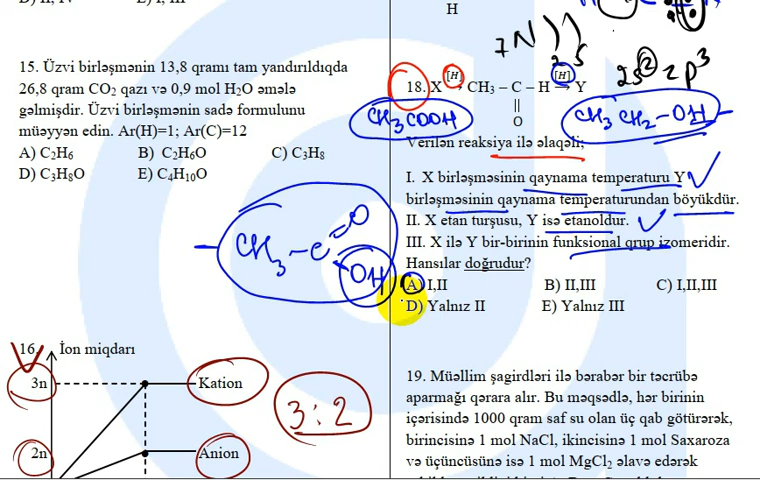 15. Üzvi birləşmənin 13,8 qramı tam yandırıldıqda
26,8 qram CO₂ qazı və 0,9 mol H₂O əmələ
gəlmişdir. Üzvi birləşmənin sadə formulunu
müəyyən edin. Ar(H)=1; Ar(C)=12
A) C₂H₆ B) C₂H₆O C) C₃H₈
D) C₃H₈O E) C₄H₁₀O
CH₃ – C = O
OH
16. İon miqdarı
3n Kation
3 : 2
2n Anion
H
₇N )) 2 5
2s² 2p³
18. X [H] CH₃ – C – H [H] Y
O
CH₃COOH CH₃CH₂–OH
Verilən reaksiya ilə əlaqəli;
I. X birləşməsinin qaynama temperaturu Y
birləşməsinin qaynama temperaturundan böyükdür.
II. X etan turşusu, Y isə etanoldur.
III. X ilə Y bir-birinin funksional qrup izomeridir.
Hansılar doğrudur?
A) I,II B) II,III C) I,II,III
D) Yalnız II E) Yalnız III
19. Müəllim şagirdləri ilə bərabər bir təcrübə
aparmağı qərara alır. Bu məqsədlə, hər birinin
içərisində 1000 qram saf su olan üç qab götürərək,
birincisinə 1 mol NaCl, ikincisinə 1 mol Saxaroza
və üçüncüsünə isə 1 mol MgCl₂ əlavə edərək